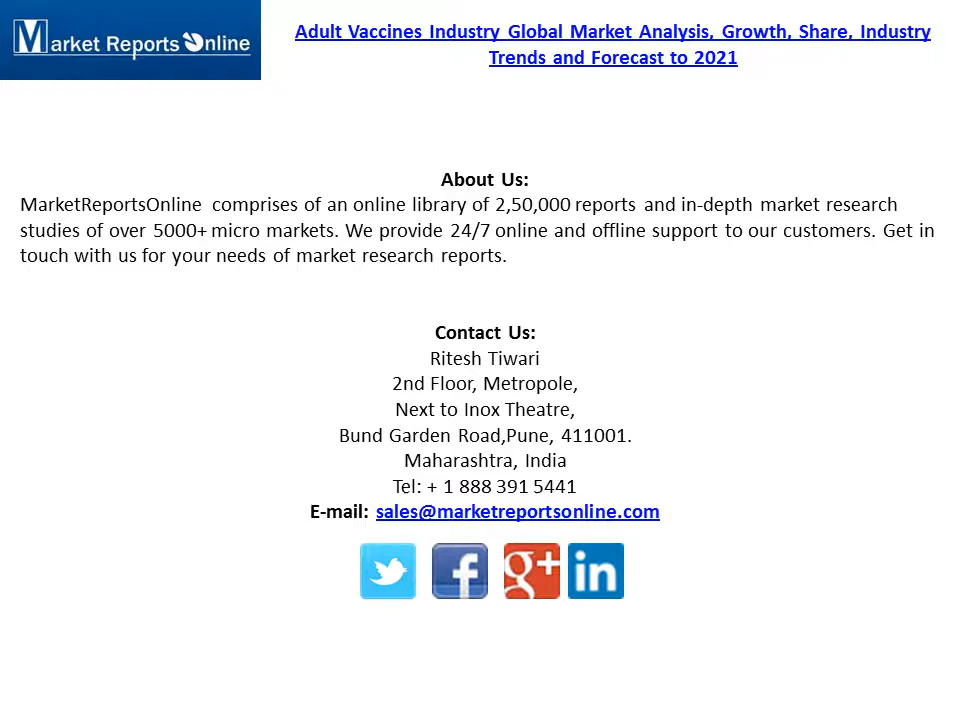 Market Reports Online
Adult Vaccines Industry Global Market Analysis, Growth, Share, Industry
Trends and Forecast to 2021
About Us:
MarketReportsOnline comprises of an online library of 2,50,000 reports and in-depth market research
studies of over 5000+ micro markets. We provide 24/7 online and offline support to our customers. Get in
touch with us for your needs of market research reports.
Contact Us:
Ritesh Tiwari
2nd Floor, Metropole,
Next to Inox Theatre,
Bund Garden Road,Pune, 411001.
Maharashtra, India
Tel: + 1 888 391 5441
E-mail: sales@marketreportsonline.com
f g+ in